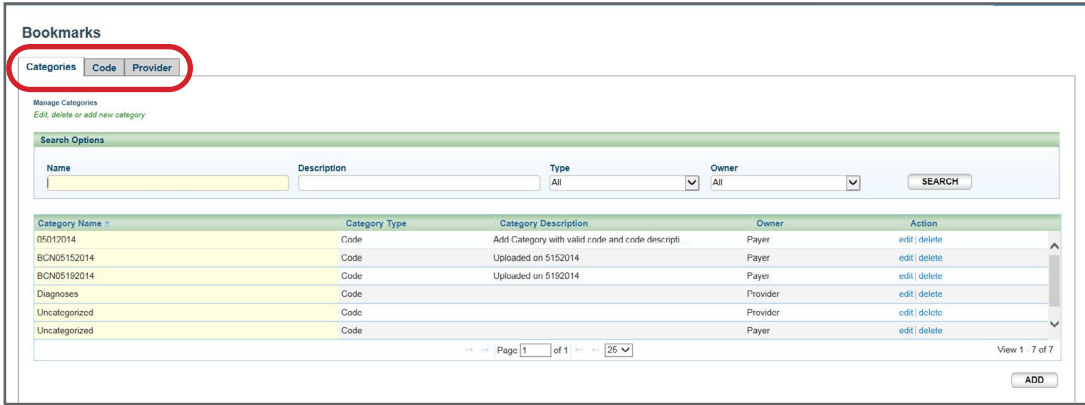 Bookmarks
Categories Code Provider
Manage Categories
Edit, delete or add new category
Search Options
Name Description Type Owner
All All SEARCH
Category Name Category Type Category Description Owner Action
05012014 Code Add Category with valid code and code descripti... Payer edit | delete
BCN05152014 Code Uploaded on 5152014 Payer edit | delete
BCN05192014 Code Uploaded on 5192014 Payer edit | delete
Diagnoses Code Provider edit | delete
Uncategorized Code Provider edit | delete
Uncategorized Code Payer edit | delete
Page 1 of 1 25 View 1 - 7 of 7
ADD